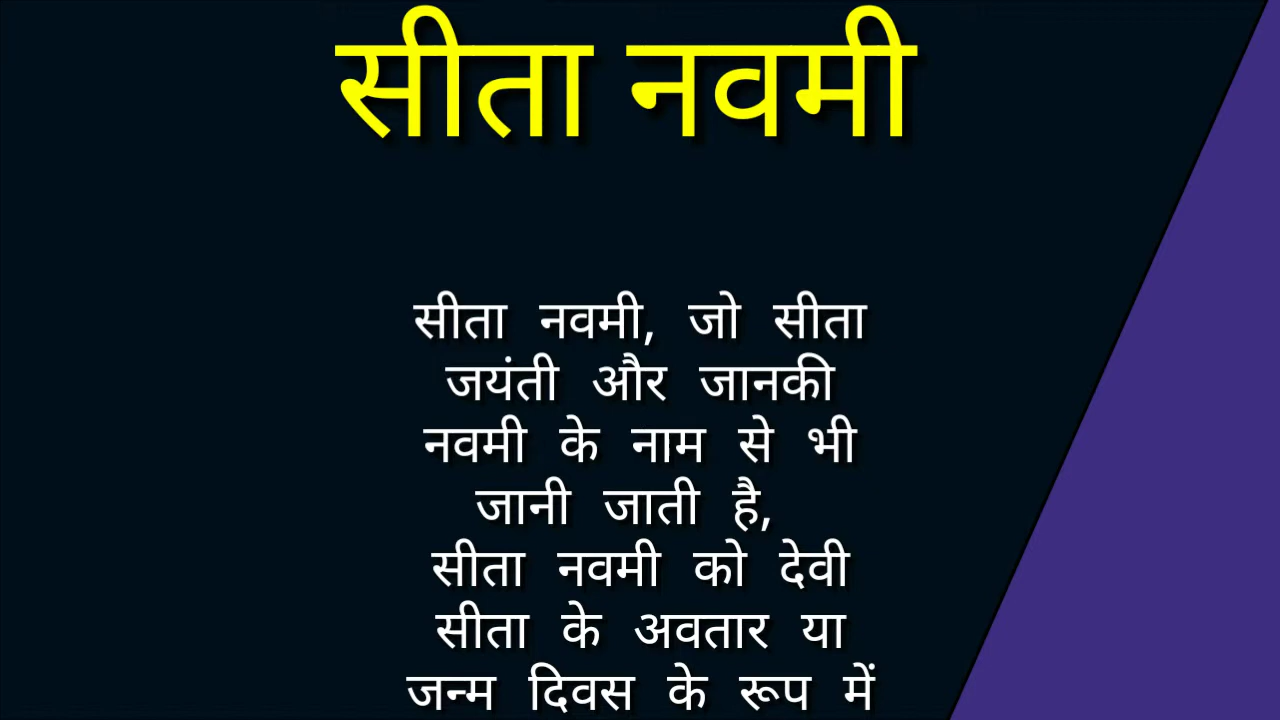 सीता नवमी
सीता नवमी, जो सीता
जयंती और जानकी
नवमी के नाम से भी
जानी जाती है,
सीता नवमी को देवी
सीता के अवतार या
जन्म दिवस के रूप में